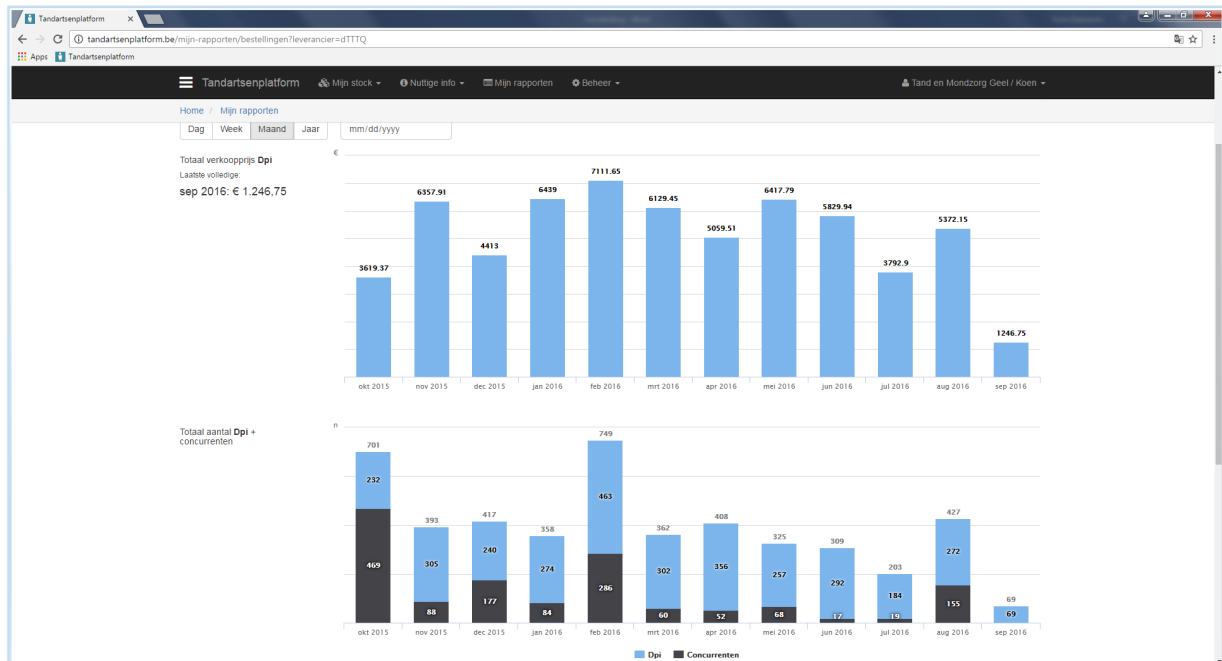 Tandartsenplatform
tandartsenplatform.be/mijn-rapporten/bestellingen?leverancier=dTTTQ
Apps Tandartsenplatform
Tandartsenplatform Mijn stock Nuttige info Mijn rapporten Beheer Tand en Mondzorg Geel / Koen
Home / Mijn rapporten
Dag Week Maand Jaar mm/dd/yyyy
Totaal verkoopprijs Dpi
Laatste volledige:
sep 2016: € 1.246,75
€
3619.37 6357.91 4413 6439 7111.65 6129.45 5059.51 6417.79 5829.94 3792.9 5372.15 1246.75
okt 2015 nov 2015 dec 2015 jan 2016 feb 2016 mrt 2016 apr 2016 mei 2016 jun 2016 jul 2016 aug 2016 sep 2016
Totaal aantal Dpi +
concurrenten
n
701 393 417 358 749 362 408 325 309 203 427 69
232 305 240 274 463 302 356 257 292 184 272 69
469 88 177 84 286 60 52 68 17 19 155
okt 2015 nov 2015 dec 2015 jan 2016 feb 2016 mrt 2016 apr 2016 mei 2016 jun 2016 jul 2016 aug 2016 sep 2016
Dpi Concurrenten